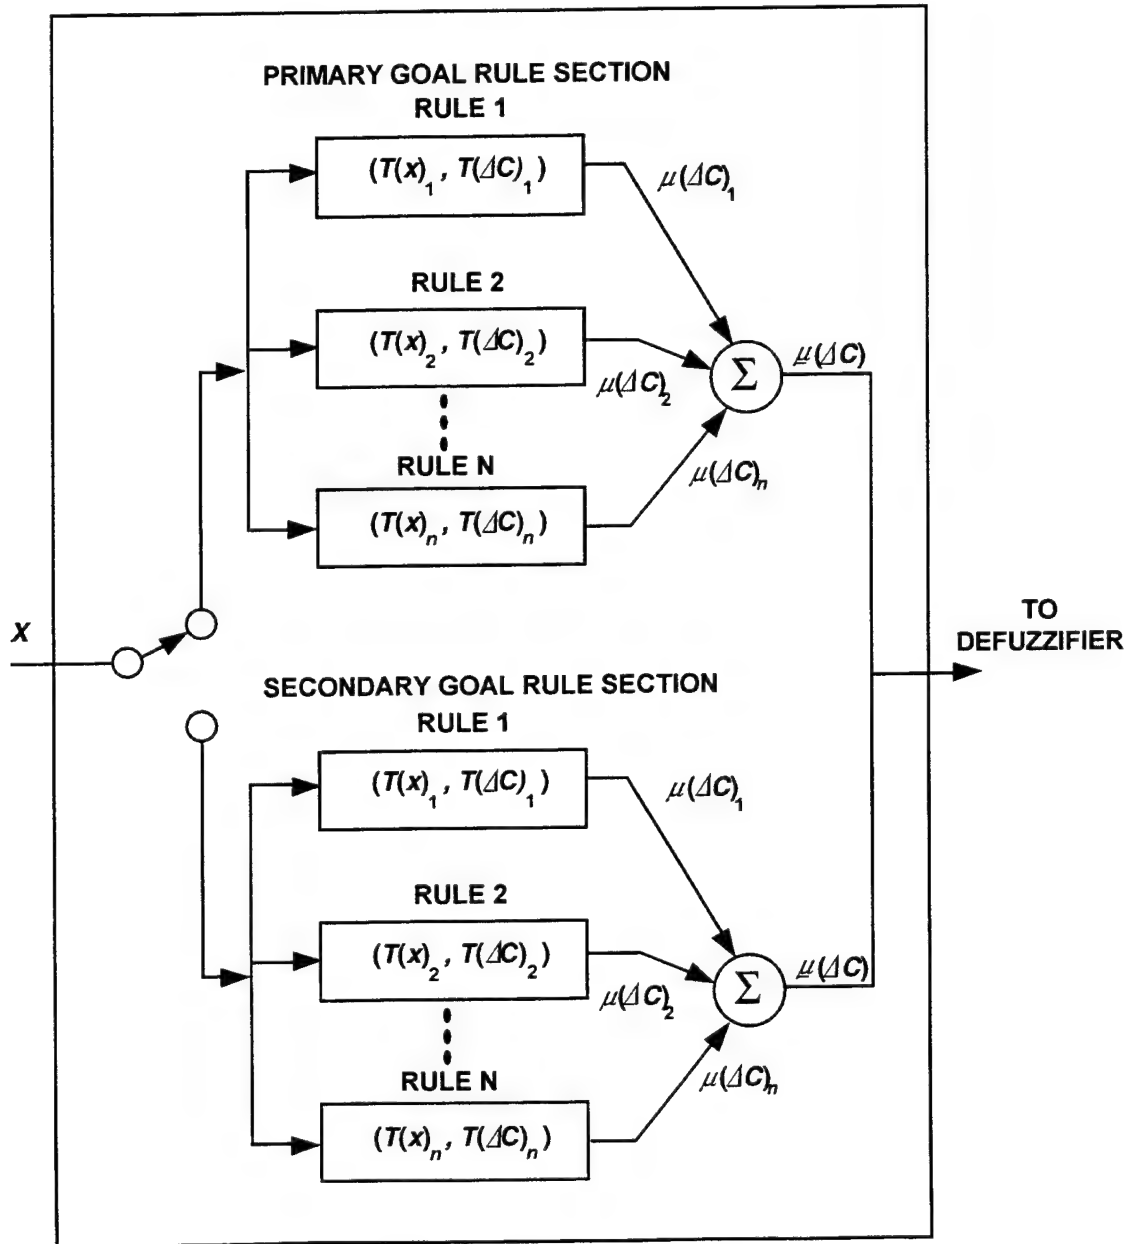 PRIMARY GOAL RULE SECTION
RULE 1
(T(x)₁, T(ΔC)₁)
μ(ΔC)₁
RULE 2
(T(x)₂, T(ΔC)₂)
μ(ΔC)₂
Σ
μ(ΔC)
RULE N
(T(x)ₙ, T(ΔC)ₙ)
μ(ΔC)ₙ
X
TO
DEFUZZIFIER
SECONDARY GOAL RULE SECTION
RULE 1
(T(x)₁, T(ΔC)₁)
μ(ΔC)₁
RULE 2
(T(x)₂, T(ΔC)₂)
μ(ΔC)₂
Σ
μ(ΔC)
RULE N
(T(x)ₙ, T(ΔC)ₙ)
μ(ΔC)ₙ